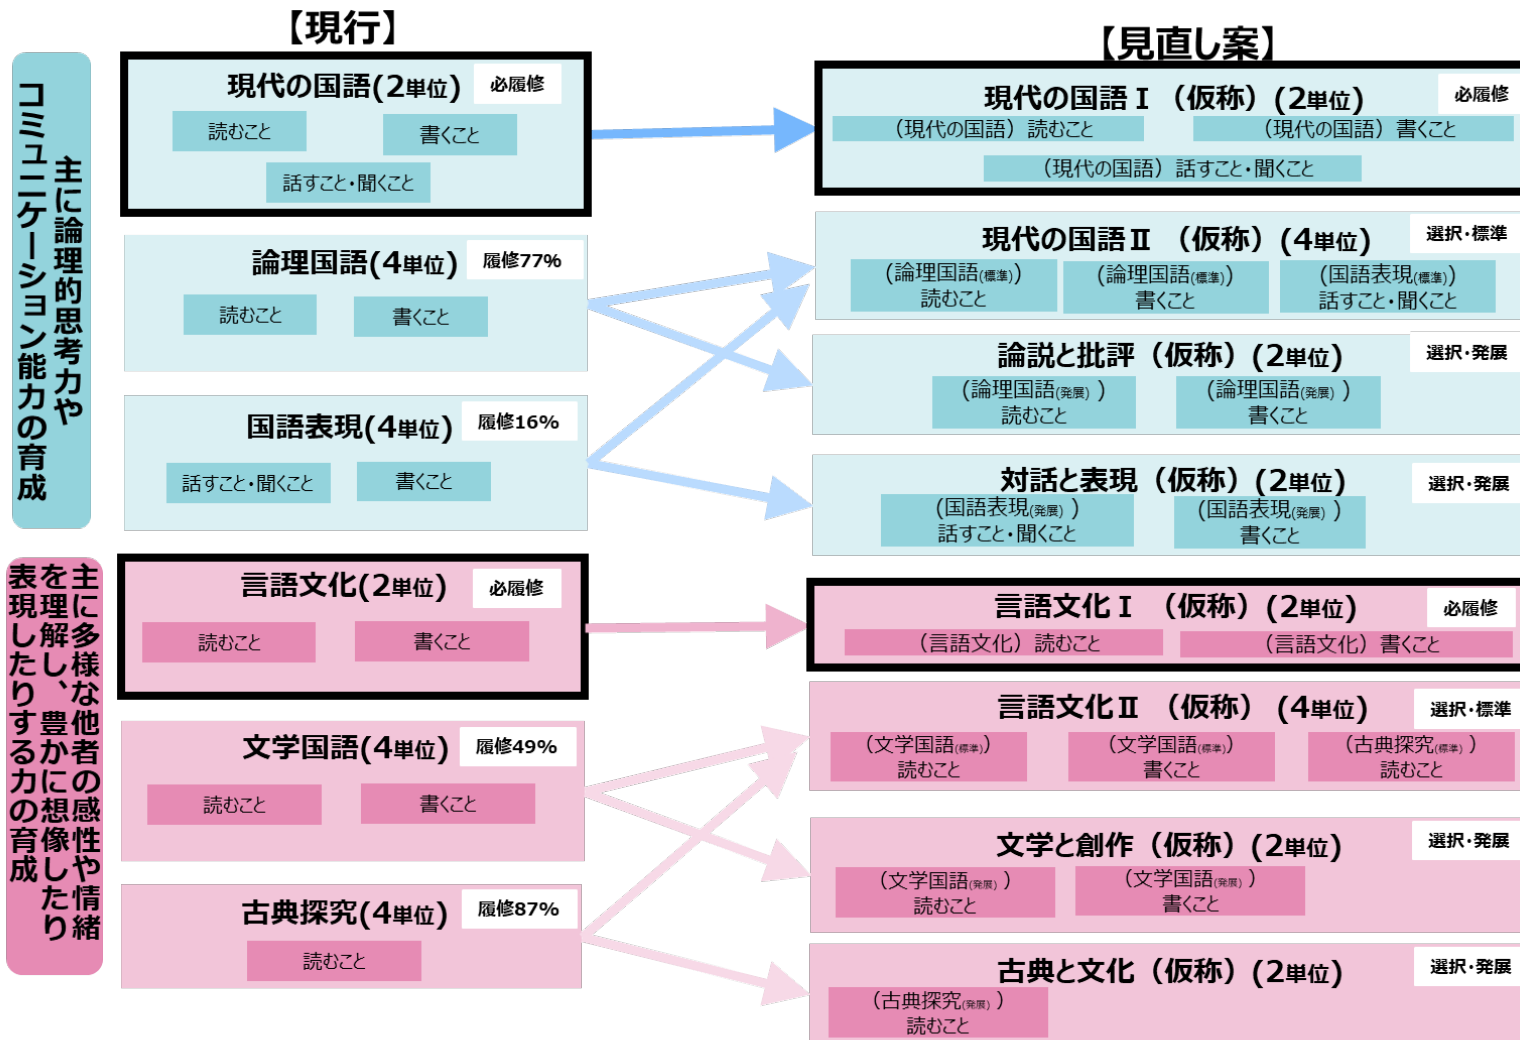 【現行】
【見直し案】
主に論理的思考力や
コミュニケーション能力の育成
現代の国語(2単位)
必履修
読むこと
書くこと
話すこと・聞くこと
論理国語(4単位)
履修77%
読むこと
書くこと
国語表現(4単位)
履修16%
話すこと・聞くこと
書くこと
現代の国語Ⅰ（仮称）(2単位)
必履修
（現代の国語）読むこと
（現代の国語）書くこと
（現代の国語）話すこと・聞くこと
現代の国語Ⅱ（仮称）(4単位)
選択・標準
(論理国語(標準))
読むこと
(論理国語(標準))
書くこと
(国語表現(標準))
話すこと・聞くこと
論説と批評（仮称）(2単位)
選択・発展
(論理国語(発展) )
読むこと
(論理国語(発展) )
書くこと
対話と表現（仮称）(2単位)
選択・発展
(国語表現(発展) )
話すこと・聞くこと
(国語表現(発展) )
書くこと
主に多様な他者の感性や情緒
を理解し、豊かに想像したり
表現したりする力の育成
言語文化(2単位)
必履修
読むこと
書くこと
文学国語(4単位)
履修49%
読むこと
書くこと
古典探究(4単位)
履修87%
読むこと
言語文化Ⅰ（仮称）(2単位)
必履修
（言語文化）読むこと
（言語文化）書くこと
言語文化Ⅱ（仮称）(4単位)
選択・標準
(文学国語(標準))
読むこと
(文学国語(標準))
書くこと
(古典探究(標準) )
読むこと
文学と創作（仮称）(2単位)
選択・発展
(文学国語(発展) )
読むこと
(文学国語(発展) )
書くこと
古典と文化（仮称）(2単位)
選択・発展
(古典探究(発展) )
読むこと